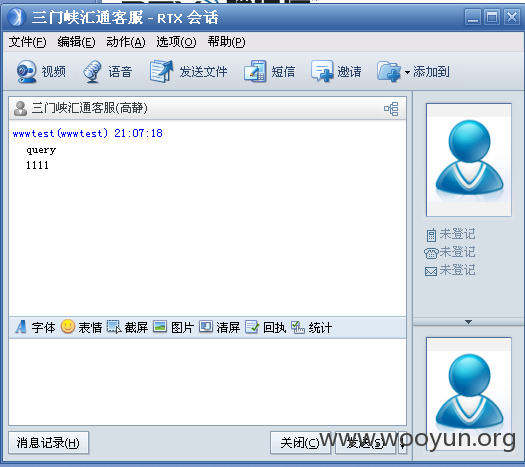 三门峡汇通客服 - RTX 会话
文件(F) 编辑(E) 动作(A) 选项(O) 帮助(P)
视频 语音 发送文件 短信 邀请 添加到
三门峡汇通客服(高静)
wwwtest(wwwtest) 21:07:18
query
1111
未登记
未登记
未登记
字体 表情 截屏 图片 清屏 回执 统计
消息记录(H) 关闭(C) 发送(S)
www.wooyun.org